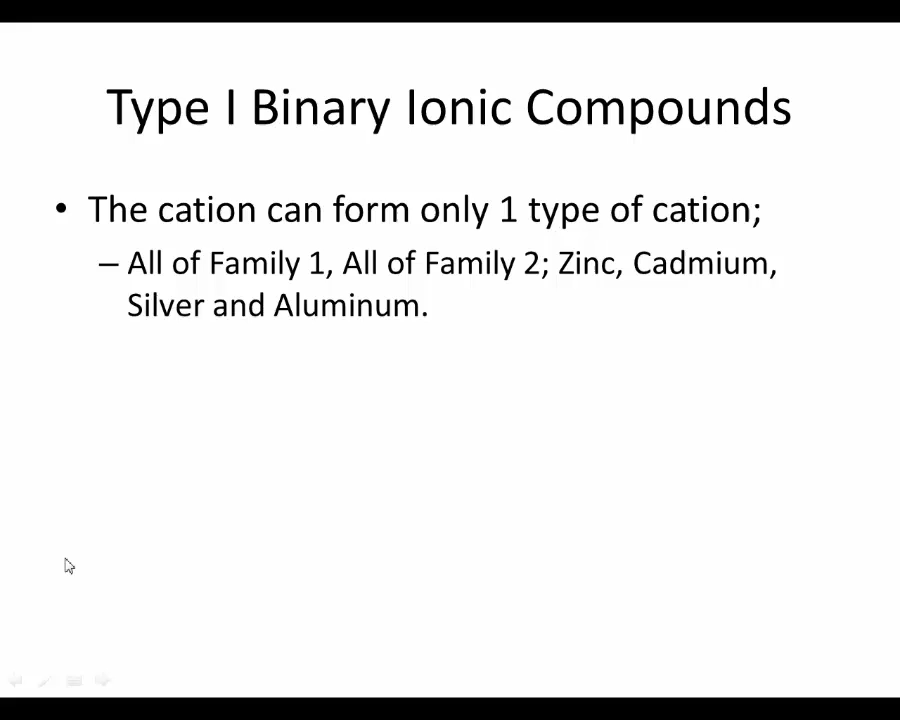 Type I Binary Ionic Compounds
• The cation can form only 1 type of cation;
– All of Family 1, All of Family 2; Zinc, Cadmium,
Silver and Aluminum.